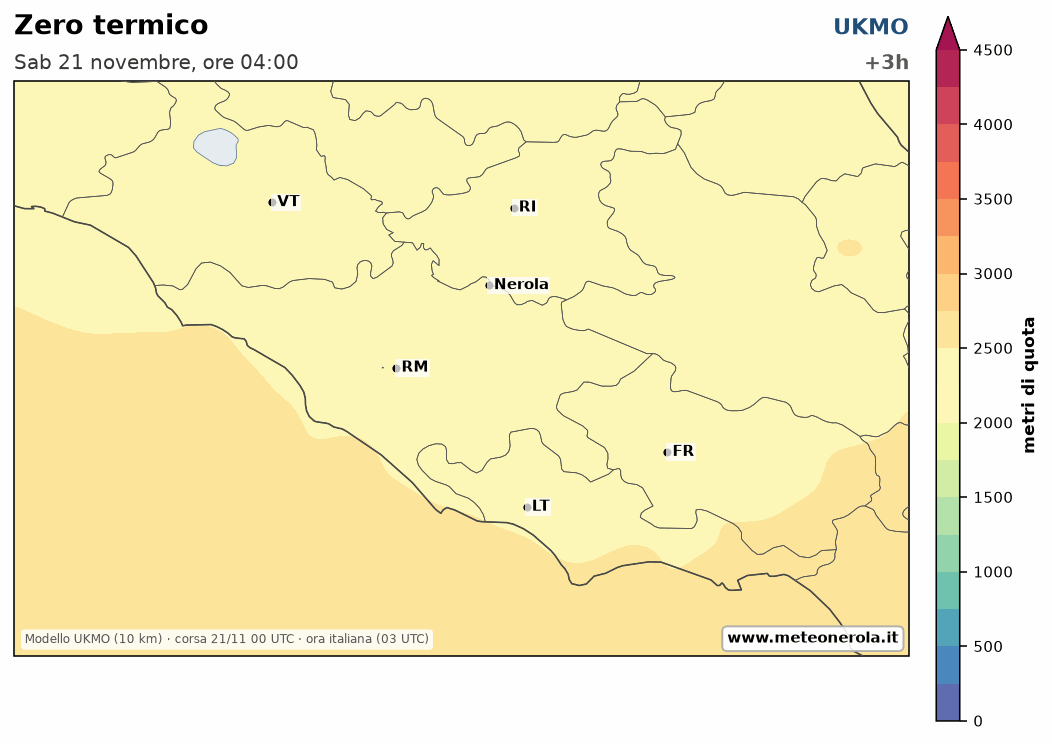 Zero termico
UKMO
Sab 21 novembre, ore 04:00
+3h
VT
RI
Nerola
RM
FR
LT
Modello UKMO (10 km) · corsa 21/11 00 UTC · ora italiana (03 UTC)
www.meteonerola.it
4500
4000
3500
3000
2500
2000
1500
1000
500
0
metri di quota